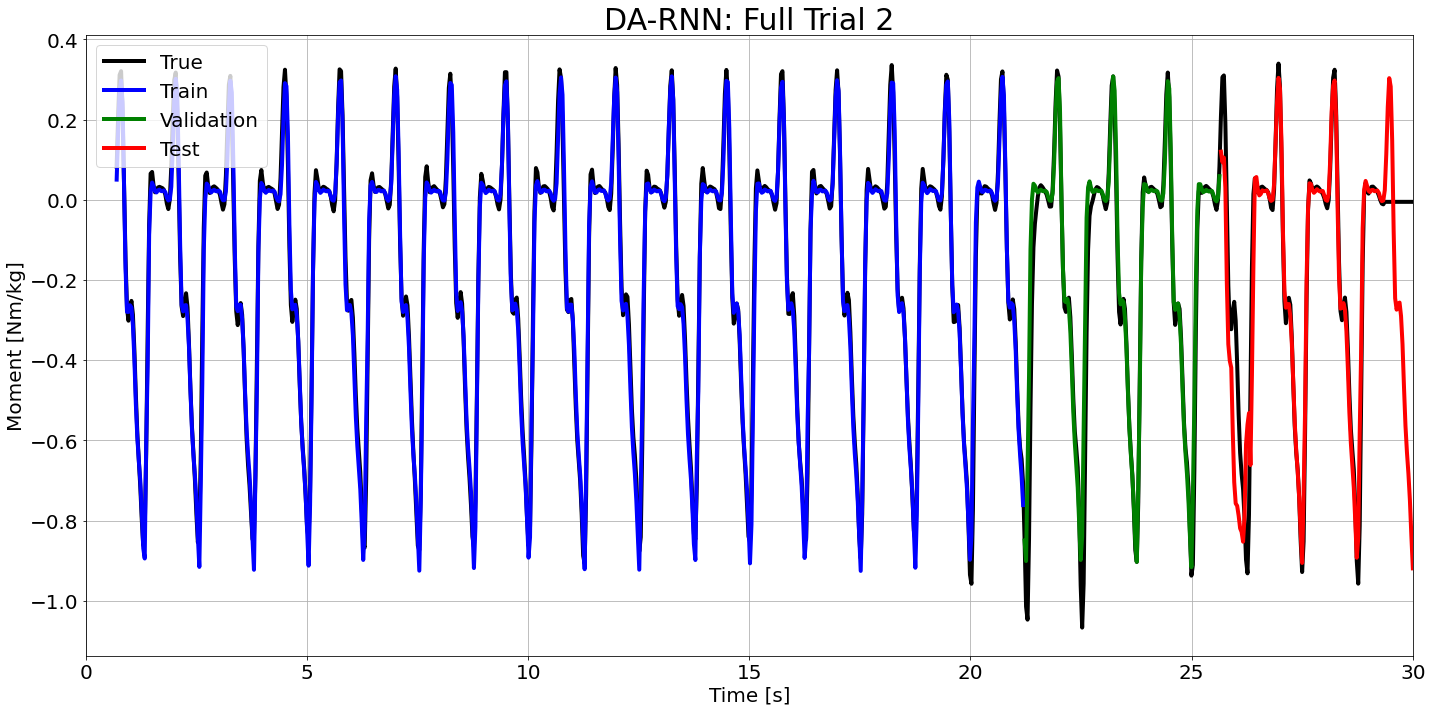 DA-RNN: Full Trial 2
True
Train
Validation
Test
Moment [Nm/kg]
0.4
0.2
0.0
−0.2
−0.4
−0.6
−0.8
−1.0
0 5 10 15 20 25 30
Time [s]